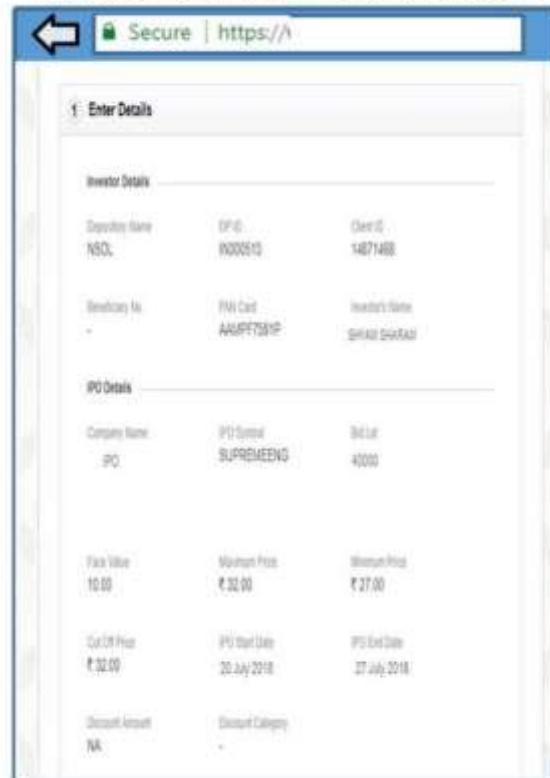 Secure | https://
1 Enter Details
Investor Details
Depository Name DP ID Client ID
NSDL IN000510 14871468
Beneficiary No. PAN Card Investor's Name
-
IPO Details
Company Name IPO Symbol Bid Lot
IPO SUPREMEENG 40000
Face Value Maximum Price Minimum Price
10.00 ₹ 32.00 ₹ 27.00
Cut Off Price IPO Start Date IPO End Date
₹ 32.00 20 July 2018 27 July 2018
Discount Amount Discount Category
NA -